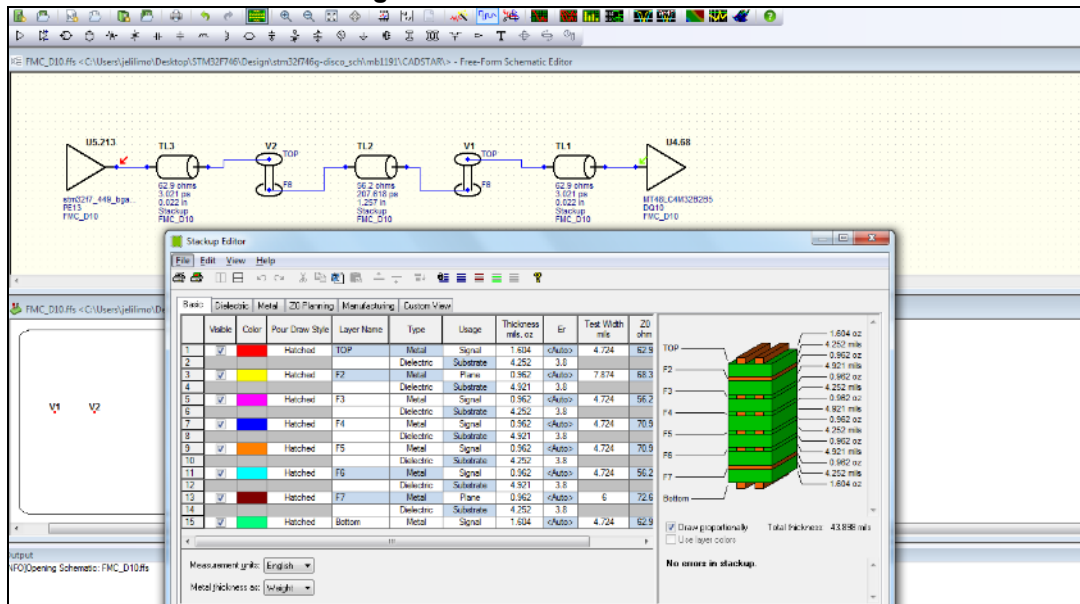 FMC_D10.ffs <C:\Users\jelilimo\Desktop\STM32F746\Design\stm32f746g-disco_sch\mb1191\CADSTAR\> - Free-Form Schematic Editor
U5.213
TL3
V2
TOP
TL2
V1
TOP
TL1
U4.68
F6
F6
stm32f7_449_bga...
PE13
FMC_D10
62.9 ohms
3.021 ps
0.022 in
Stackup
FMC_D10
56.2 ohms
207.618 ps
1.257 in
Stackup
FMC_D10
62.9 ohms
3.021 ps
0.022 in
Stackup
FMC_D10
MT48LC4M32B2B5
DQ10
FMC_D10
Stackup Editor
File Edit View Help
FMC_D10.ffs <C:\Users\jelilimo\De
V1 V2
Basic Dielectric Metal Z0 Planning Manufacturing Custom View
Visible Color Pour Draw Style Layer Name Type Usage Thickness mils, oz Er Test Width mils Z0 ohm
1 Hatched TOP Metal Signal 1.604 <Auto> 4.724 62.9
2 Dielectric Substrate 4.252 3.8
3 Hatched F2 Metal Plane 0.962 <Auto> 7.874 68.3
4 Dielectric Substrate 4.921 3.8
5 Hatched F3 Metal Signal 0.962 <Auto> 4.724 56.2
6 Dielectric Substrate 4.252 3.8
7 Hatched F4 Metal Signal 0.962 <Auto> 4.724 70.9
8 Dielectric Substrate 4.921 3.8
9 Hatched F5 Metal Signal 0.962 <Auto> 4.724 70.9
10 Dielectric Substrate 4.252 3.8
11 Hatched F6 Metal Signal 0.962 <Auto> 4.724 56.2
12 Dielectric Substrate 4.921 3.8
13 Hatched F7 Metal Plane 0.962 <Auto> 6 72.6
14 Dielectric Substrate 4.252 3.8
15 Hatched Bottom Metal Signal 1.604 <Auto> 4.724 62.9
TOP
F2
F3
F4
F5
F6
F7
Bottom
1.604 oz
4.252 mils
0.962 oz
4.921 mils
0.962 oz
4.252 mils
0.962 oz
4.921 mils
0.962 oz
4.252 mils
0.962 oz
4.921 mils
0.962 oz
4.252 mils
1.604 oz
Draw proportionally Total thickness: 43.898 mils
Use layer colors
Measurement units: English
Metal thickness as: Weight
No errors in stackup.
utput
NFO)Opening Schematic: FMC_D10.ffs